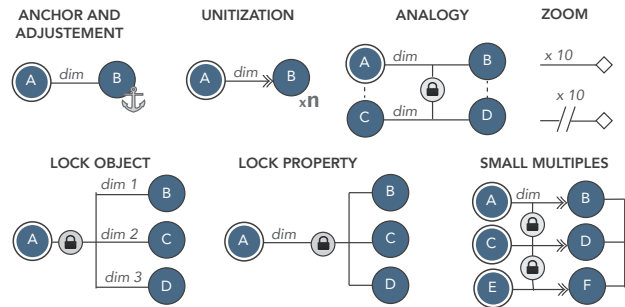 ANCHOR AND
ADJUSTEMENT
UNITIZATION
ANALOGY
ZOOM
A dim B
A dim B
xn
A dim B
C dim D
x 10
x 10
LOCK OBJECT
LOCK PROPERTY
SMALL MULTIPLES
dim 1 B
A dim 2 C
dim 3 D
B
A dim C
D
A dim B
C D
E F